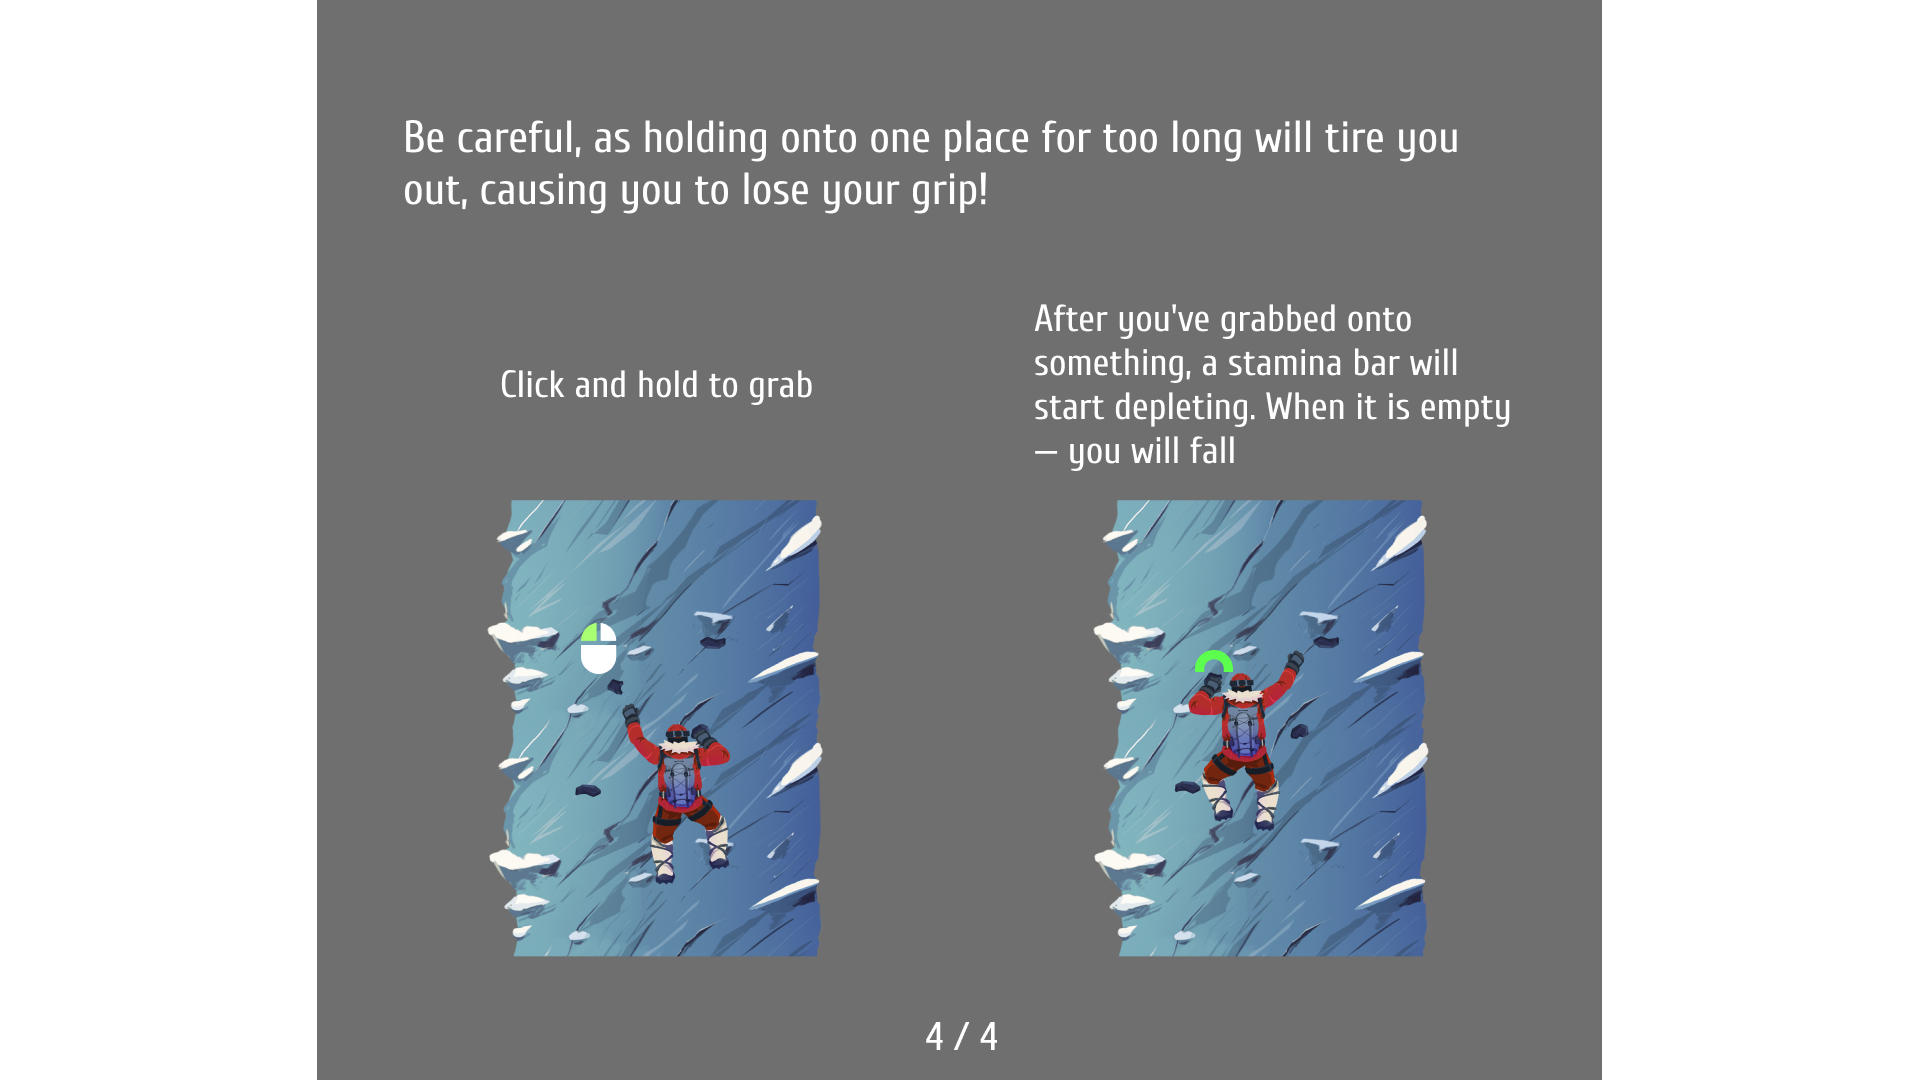 Be careful, as holding onto one place for too long will tire you
out, causing you to lose your grip!
Click and hold to grab
After you've grabbed onto
something, a stamina bar will
start depleting. When it is empty
— you will fall
4 / 4